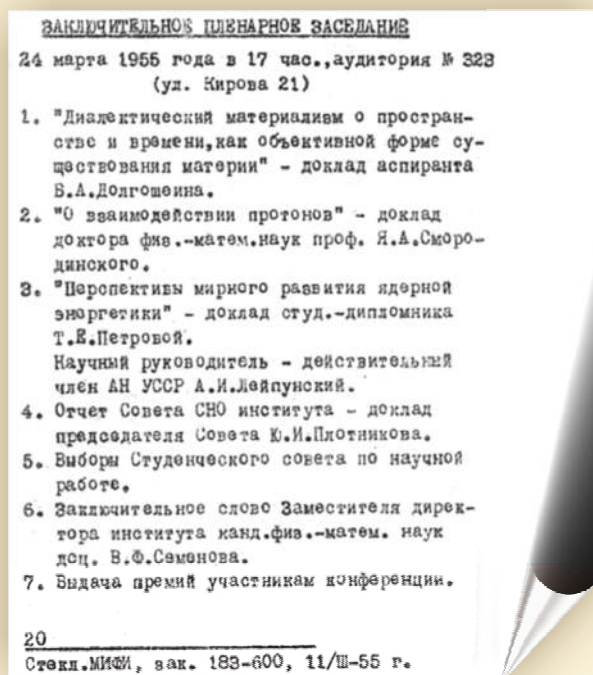 ЗАКЛЮЧИТЕЛЬНОЕ ПЛЕНАРНОЕ ЗАСЕДАНИЕ
24 марта 1955 года в 17 час.,аудитория № 323
(ул. Кирова 21)
1. "Диалектический материализм о простран-
стве и времени,как объективной форме су-
ществования материи" - доклад аспиранта
Б.А.Долгошеина.
2. "О взаимодействии протонов" - доклад
доктора физ.-матем.наук проф. Я.А.Сморо-
динского.
3. "Перспективы мирного развития ядерной
энергетики" - доклад студ.-дипломника
Т.Е.Петровой.
Научный руководитель - действительный
член АН УССР А.И.Лейпунский.
4. Отчет Совета СНО института - доклад
председателя Совета Ю.И.Плотникова.
5. Выборы Студенческого совета по научной
работе.
6. Заключительное слово Заместителя дирек-
тора института канд.физ.-матем. наук
доц. В.Ф.Семенова.
7. Выдача премий участникам конференции.
20
Стекл.МИФИ, зак. 183-600, 11/Ш-55 г.